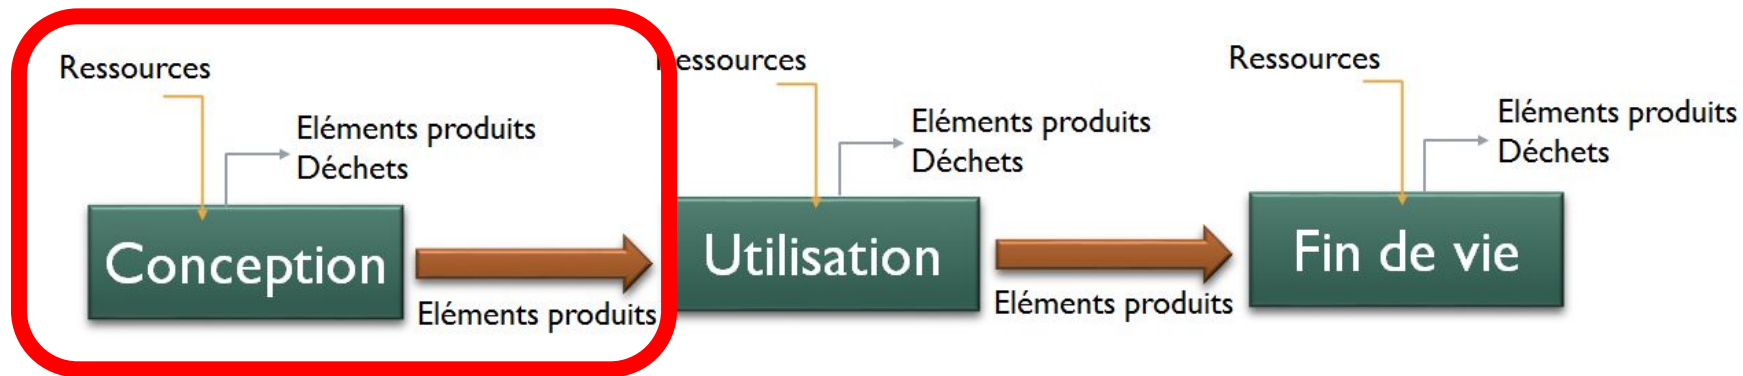 Ressources
Eléments produits
Déchets
Conception
Eléments produits
essources
Eléments produits
Déchets
Utilisation
Eléments produits
Ressources
Eléments produits
Déchets
Fin de vie